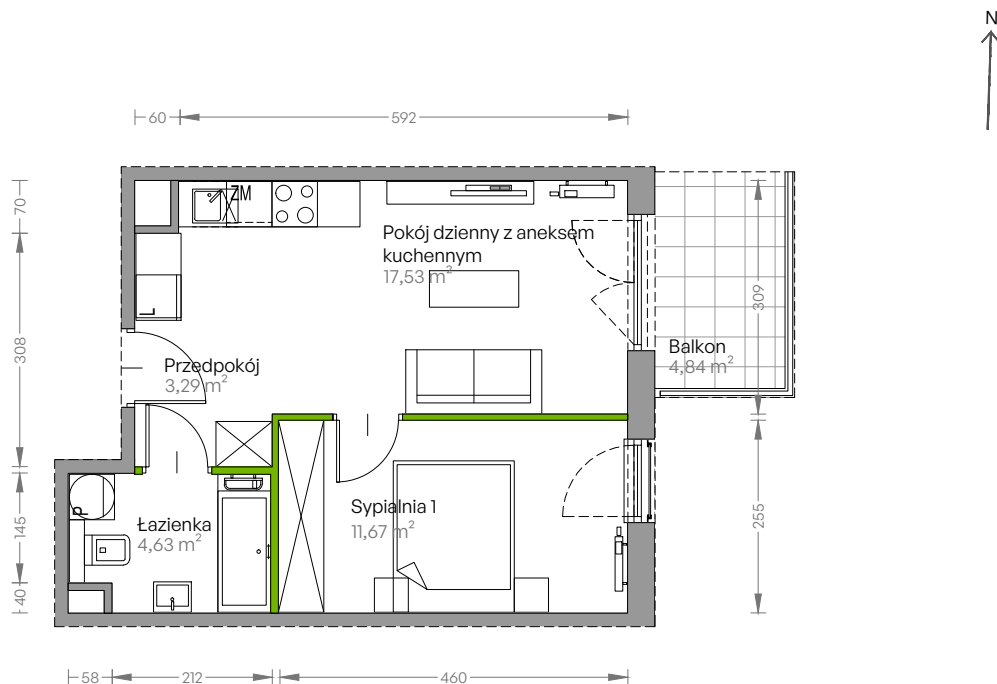 N
60
592
70
308
145
40
ZM
Pokój dzienny z aneksem
kuchennym
17,53 m²
L
309
Balkon
4,84 m²
Przedpokój
3,29 m²
Sypialnia 1
11,67 m²
255
P
Łazienka
4,63 m²
58
212
460